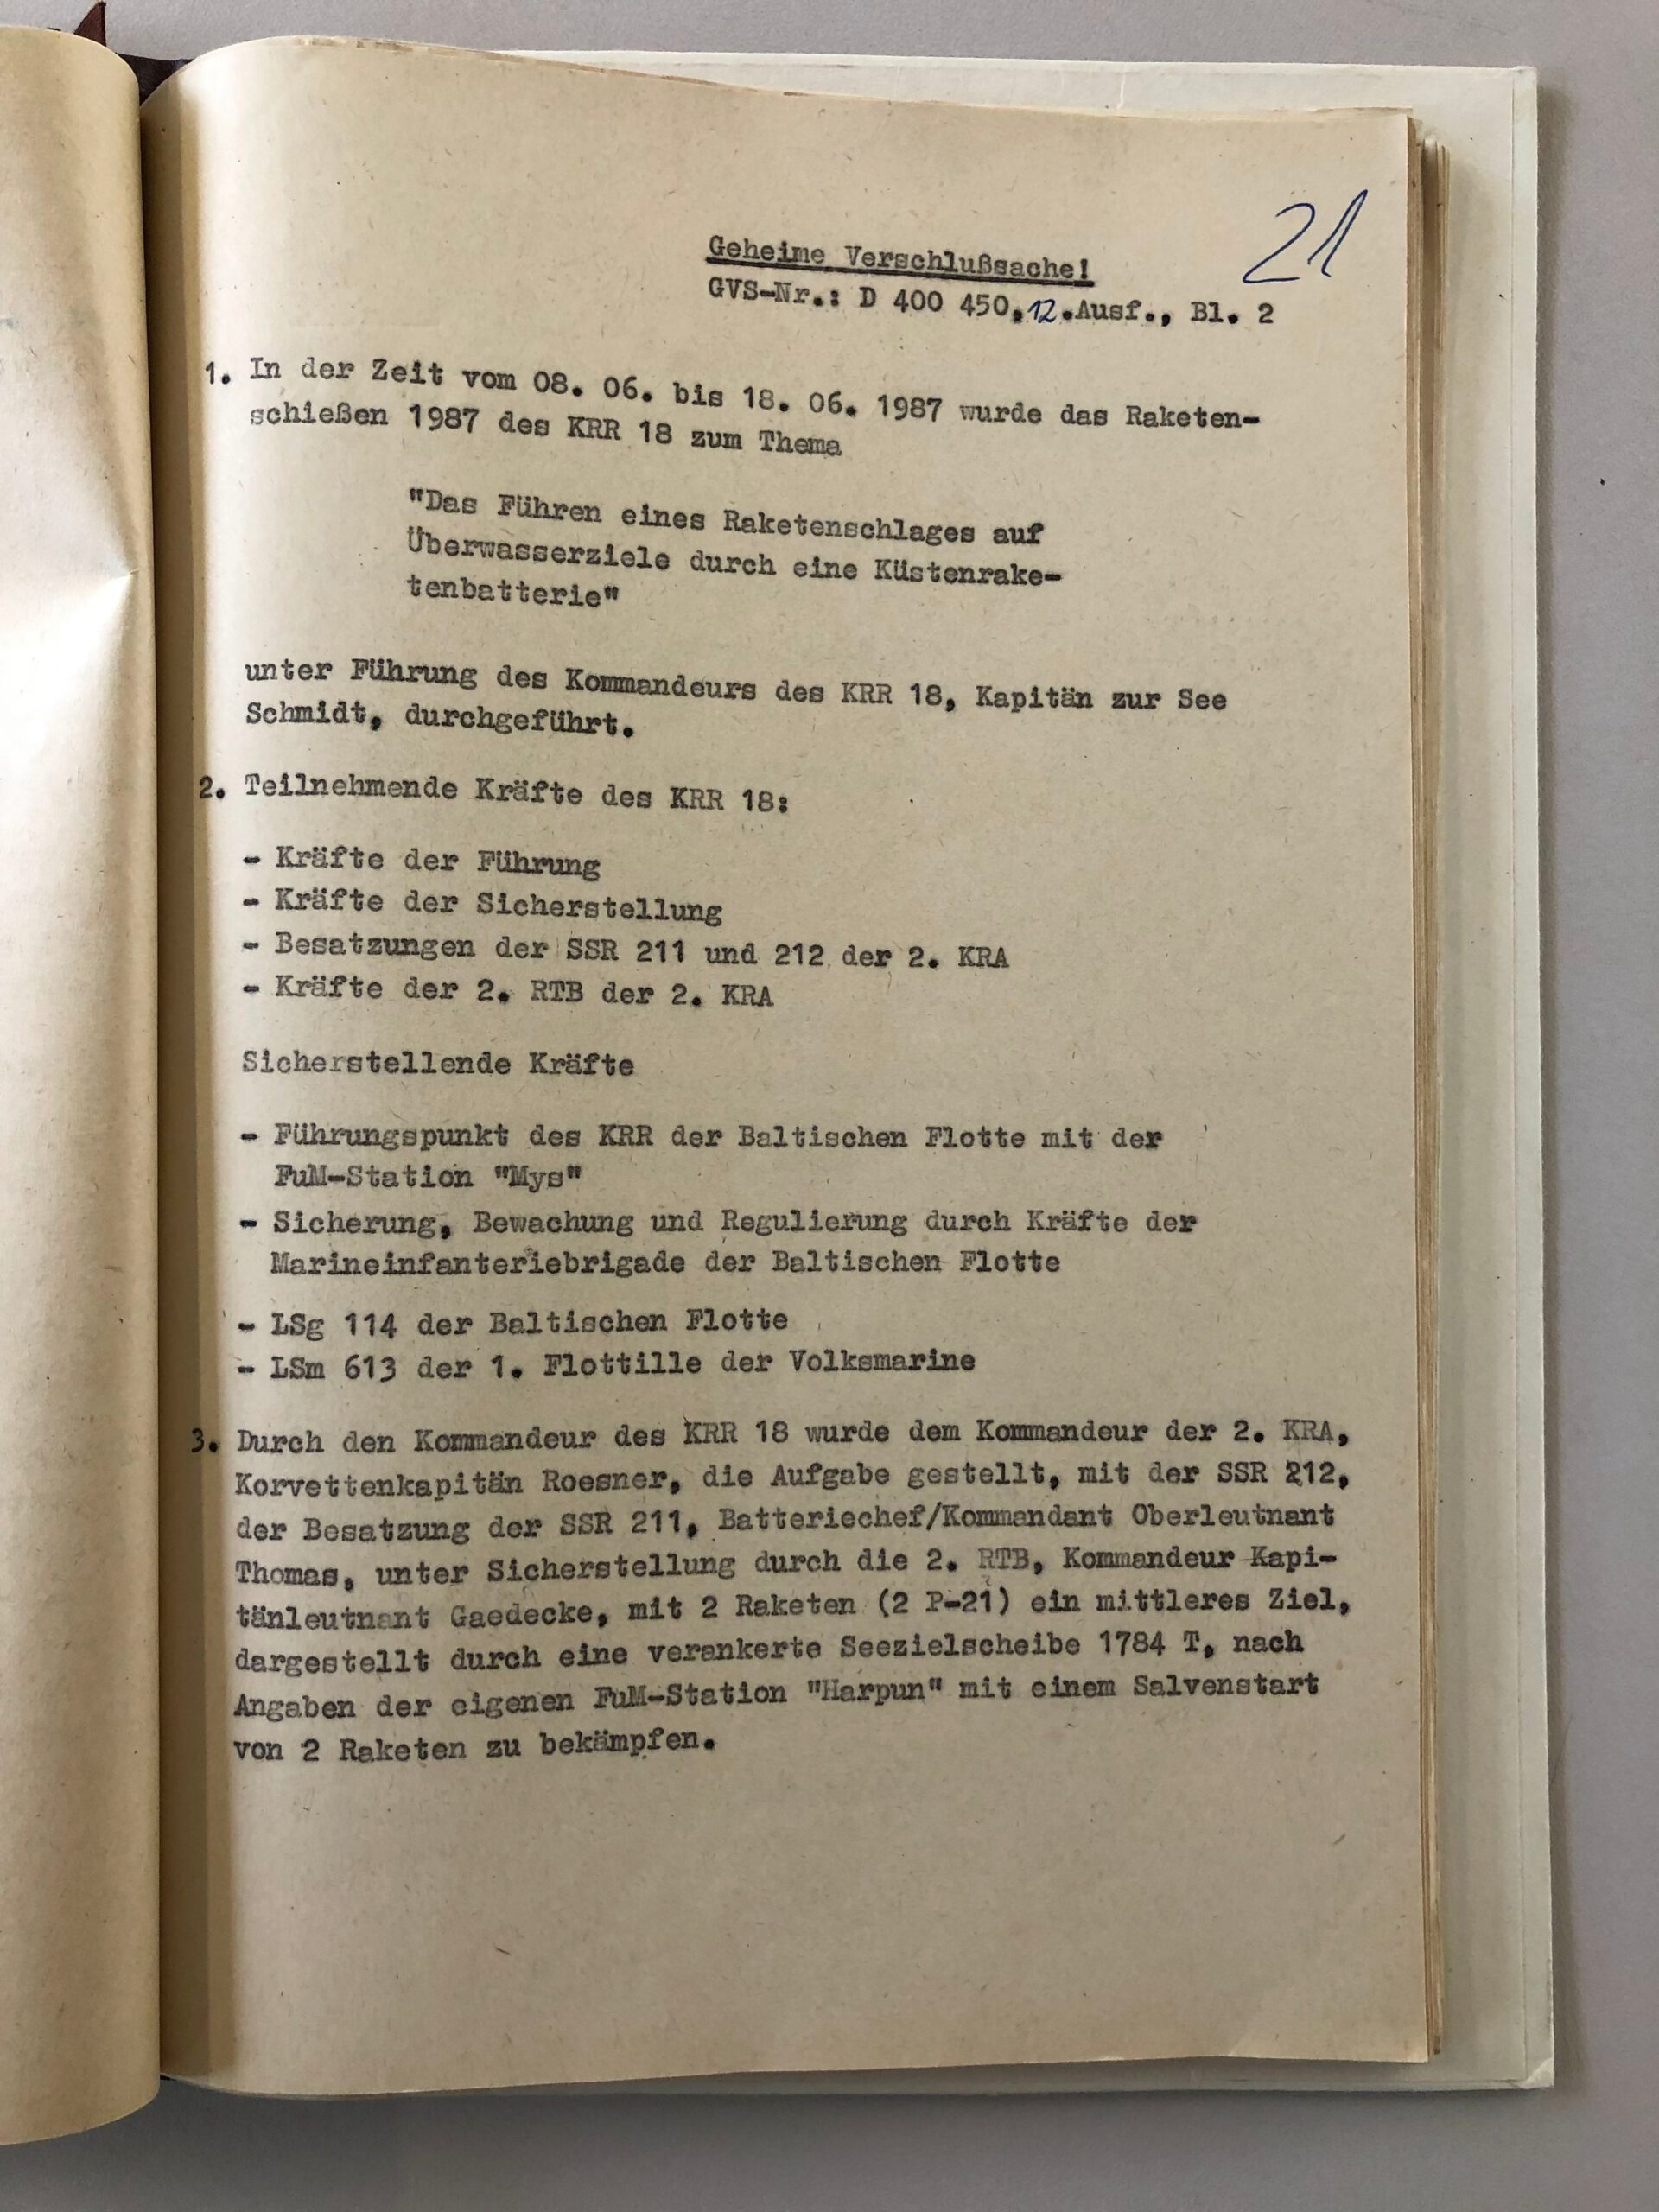 21
Geheime Verschlußsache!
GVS-Nr.: D 400 450, 12.Ausf., Bl. 2
1. In der Zeit vom 08. 06. bis 18. 06. 1987 wurde das Raketen-
schießen 1987 des KRR 18 zum Thema
"Das Führen eines Raketenschlages auf
Überwasserziele durch eine Küstenrake-
tenbatterie"
unter Führung des Kommandeurs des KRR 18, Kapitän zur See
Schmidt, durchgeführt.
2. Teilnehmende Kräfte des KRR 18:
- Kräfte der Führung
- Kräfte der Sicherstellung
- Besatzungen der SSR 211 und 212 der 2. KRA
- Kräfte der 2. RTB der 2. KRA
Sicherstellende Kräfte
- Führungspunkt des KRR der Baltischen Flotte mit der
FuM-Station "Mys"
- Sicherung, Bewachung und Regulierung durch Kräfte der
Marineinfanteriebrigade der Baltischen Flotte
- LSg 114 der Baltischen Flotte
- LSm 613 der 1. Flottille der Volksmarine
3. Durch den Kommandeur des KRR 18 wurde dem Kommandeur der 2. KRA,
Korvettenkapitän Roesner, die Aufgabe gestellt, mit der SSR 212,
der Besatzung der SSR 211, Batteriechef/Kommandant Oberleutnant
Thomas, unter Sicherstellung durch die 2. RTB, Kommandeur Kapi-
tänleutnant Gaedecke, mit 2 Raketen (2 P-21) ein mittleres Ziel,
dargestellt durch eine verankerte Seezielscheibe 1784 T, nach
Angaben der eigenen FuM-Station "Harpun" mit einem Salvenstart
von 2 Raketen zu bekämpfen.